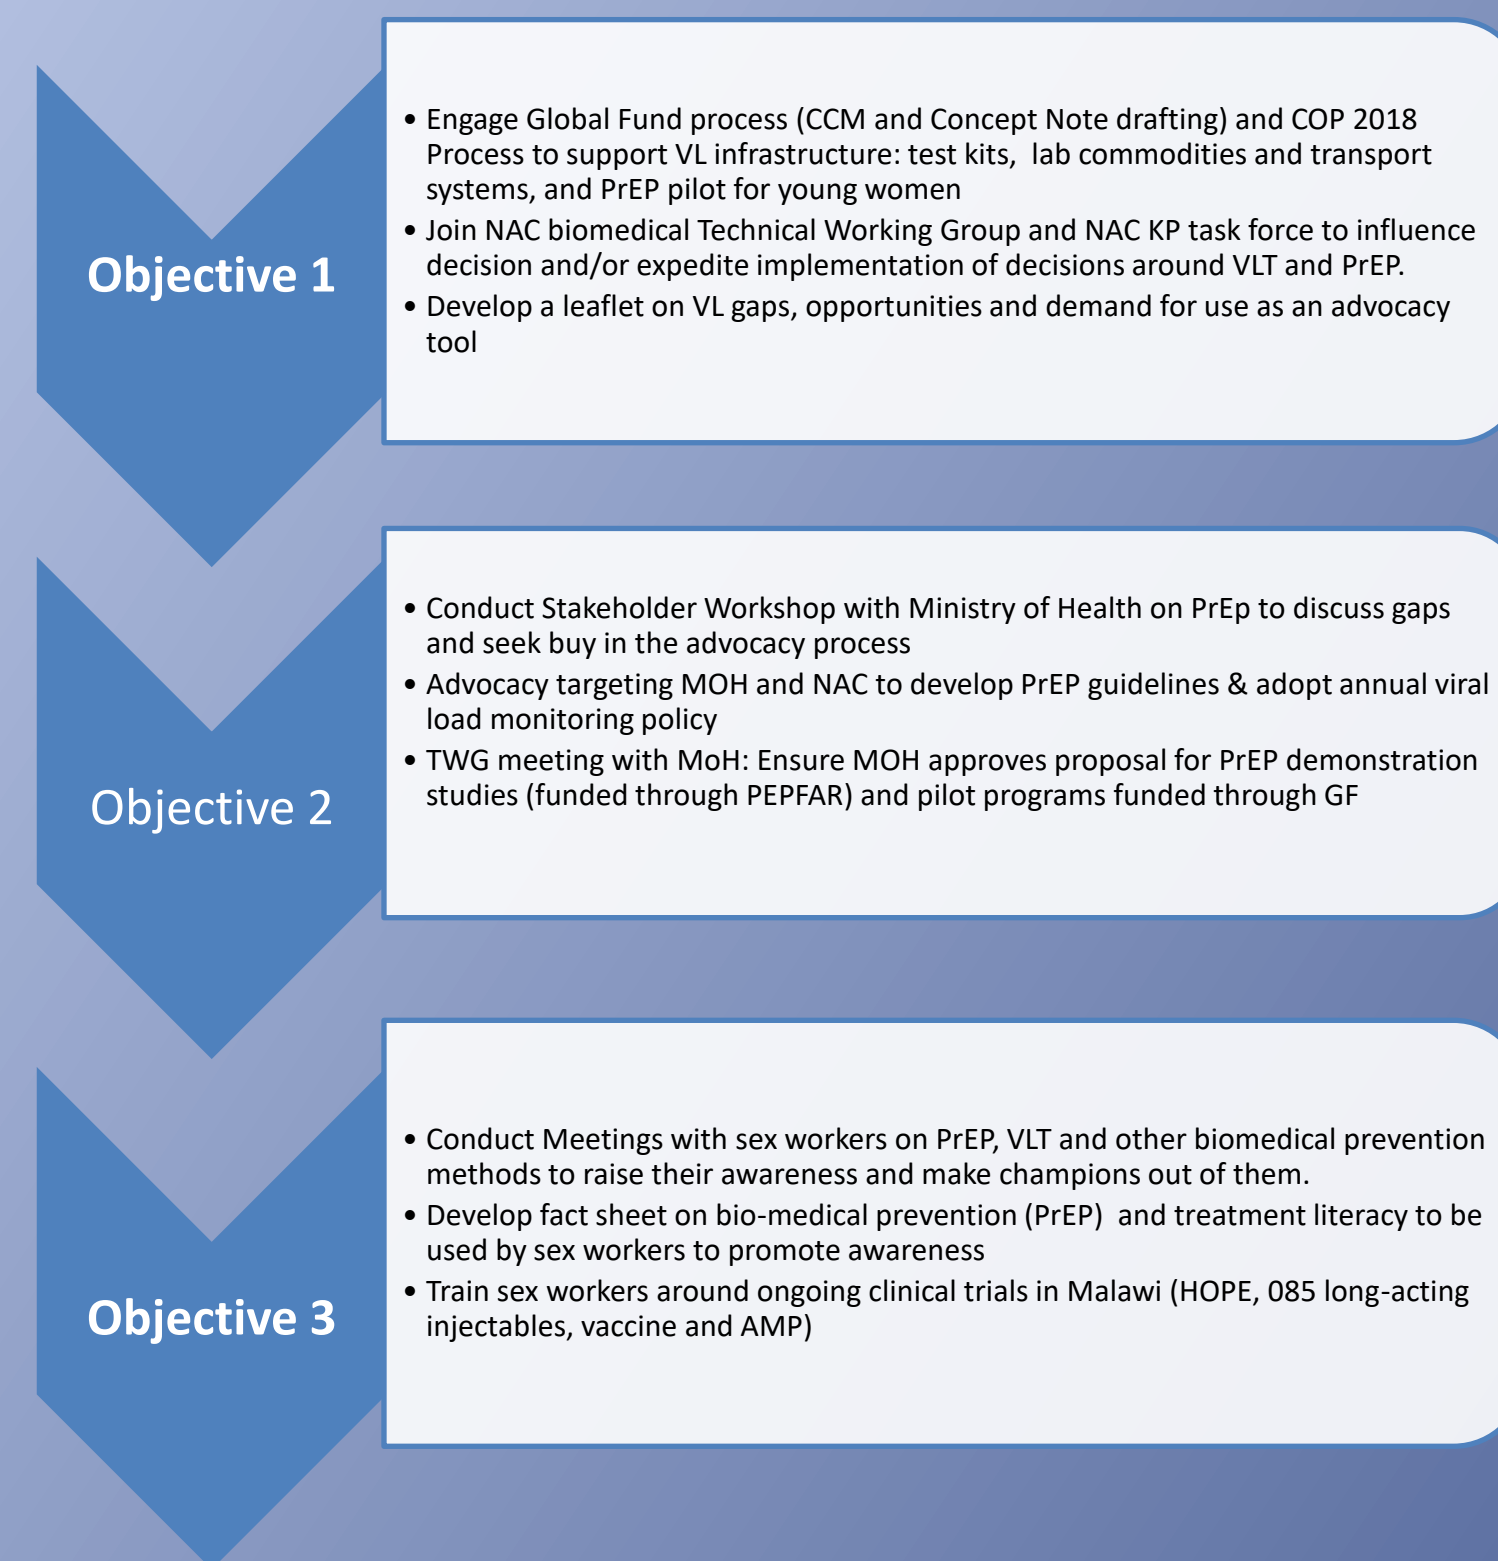 Objective 1
• Engage Global Fund process (CCM and Concept Note drafting) and COP 2018
Process to support VL infrastructure: test kits,  lab commodities and transport
systems, and PrEP pilot for young women
• Join NAC biomedical Technical Working Group and NAC KP task force to influence
decision and/or expedite implementation of decisions around VLT and PrEP.
• Develop a leaflet on VL gaps, opportunities and demand for use as an advocacy
tool
Objective 2
• Conduct Stakeholder Workshop with Ministry of Health on PrEp to discuss gaps
and seek buy in the advocacy process
• Advocacy targeting MOH and NAC to develop PrEP guidelines & adopt annual viral
load monitoring policy
• TWG meeting with MoH: Ensure MOH approves proposal for PrEP demonstration
studies (funded through PEPFAR) and pilot programs funded through GF
Objective 3
• Conduct Meetings with sex workers on PrEP, VLT and other biomedical prevention
methods to raise their awareness and make champions out of them.
• Develop fact sheet on bio-medical prevention (PrEP)  and treatment literacy to be
used by sex workers to promote awareness
• Train sex workers around ongoing clinical trials in Malawi (HOPE, 085 long-acting
injectables, vaccine and AMP)